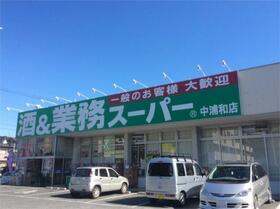 一般のお客様 大歓迎
酒&業務スーパー®中浦和店